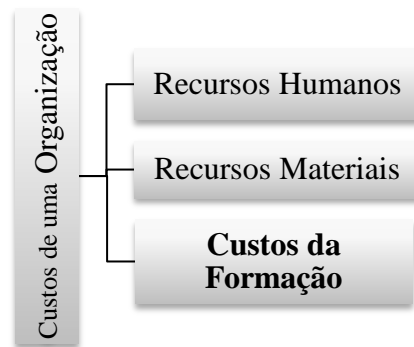 Custos de uma Organização
Recursos Humanos
Recursos Materiais
Custos da
Formação